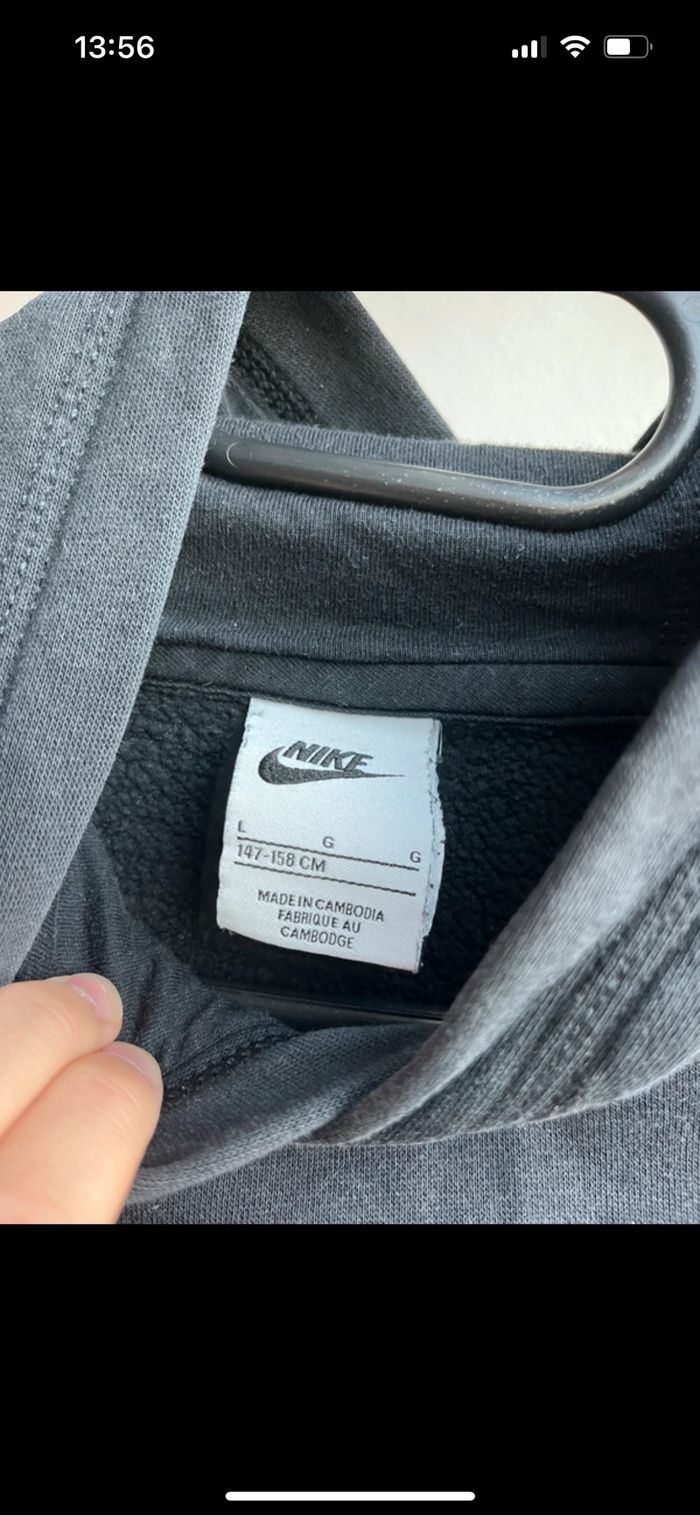 13:56
NIKE
L G G
147-158 CM
MADE IN CAMBODIA
FABRIQUE AU
CAMBODGE